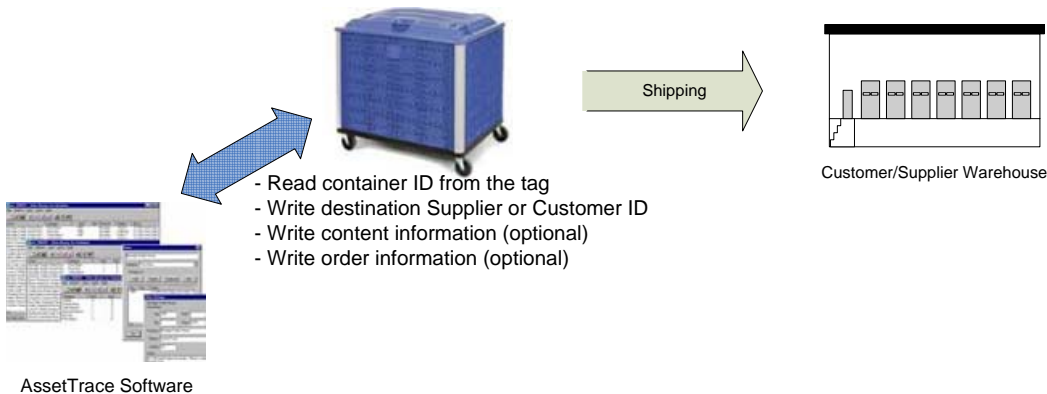 Shipping
Customer/Supplier Warehouse
- Read container ID from the tag
- Write destination Supplier or Customer ID
- Write content information (optional)
- Write order information (optional)
AssetTrace Software